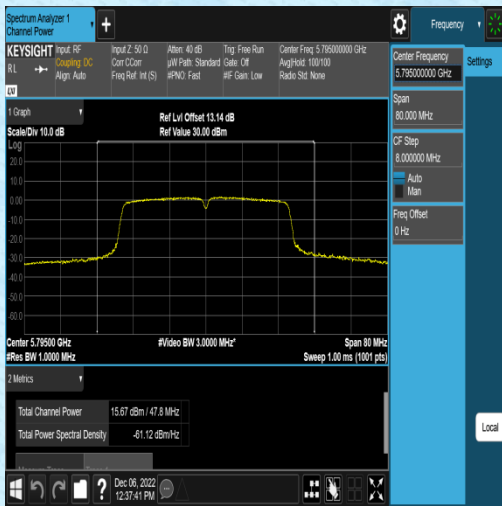 Spectrum Analyzer 1
Channel Power
Frequency
Settings
KEYSIGHT
Input: RF
Coupling: DC
Align: Auto
Input Z: 50 Ω
Corr CCorr
Freq Ref: Int (S)
Atten: 40 dB
µW Path: Standard
#PNO: Fast
Trig: Free Run
Gate: Off
#IF Gain: Low
Center Freq: 5.795000000 GHz
Avg|Hold: 100/100
Radio Std: None
RL
LXI
Center Frequency
5.795000000 GHz
Span
80.000 MHz
CF Step
8.000000 MHz
Auto
Man
Freq Offset
0 Hz
1 Graph
Scale/Div 10.0 dB
Ref Lvl Offset 13.14 dB
Ref Value 30.00 dBm
Log
20.0
10.0
0.00
-10.0
-20.0
-30.0
-40.0
-50.0
-60.0
Center 5.79500 GHz
#Res BW 1.0000 MHz
#Video BW 3.0000 MHz*
Span 80 MHz
Sweep 1.00 ms (1001 pts)
2 Metrics
Total Channel Power 15.67 dBm / 47.8 MHz
Total Power Spectral Density -61.12 dBm/Hz
Local
?
Dec 06, 2022
12:37:41 PM